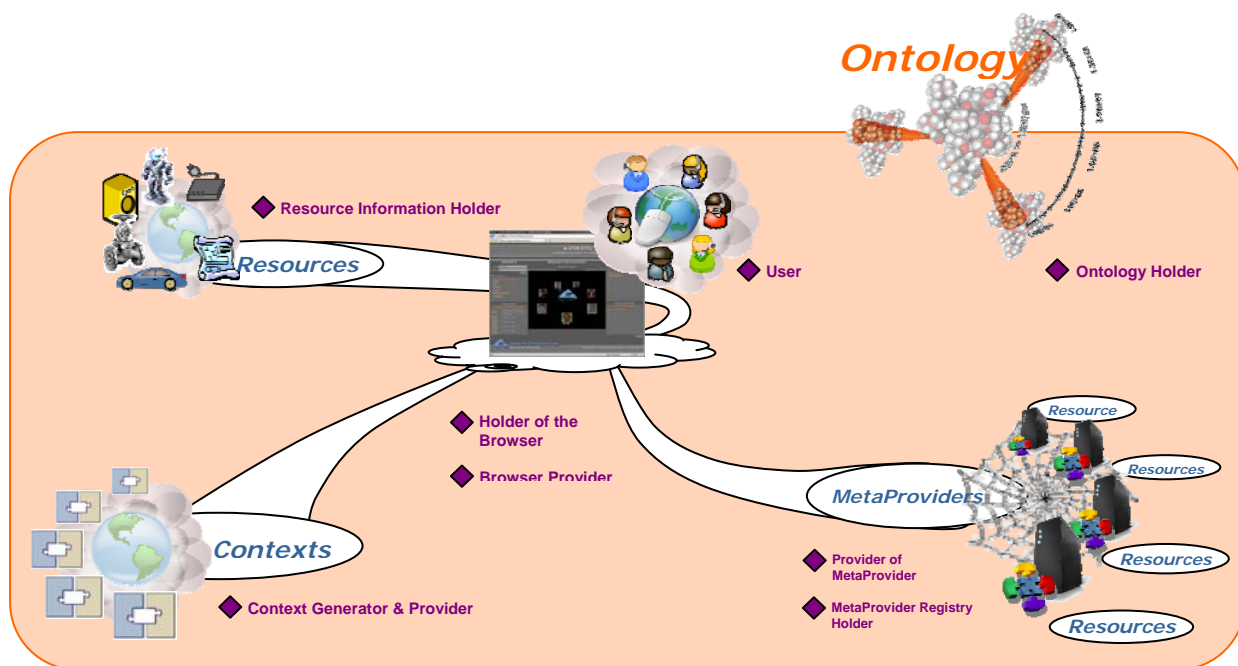 Ontology
Resource Information Holder
Resources
User
Ontology Holder
Holder of the
Browser
Browser Provider
Resource
Resources
MetaProviders
Resources
Resources
Provider of
MetaProvider
MetaProvider Registry
Holder
Contexts
Context Generator & Provider